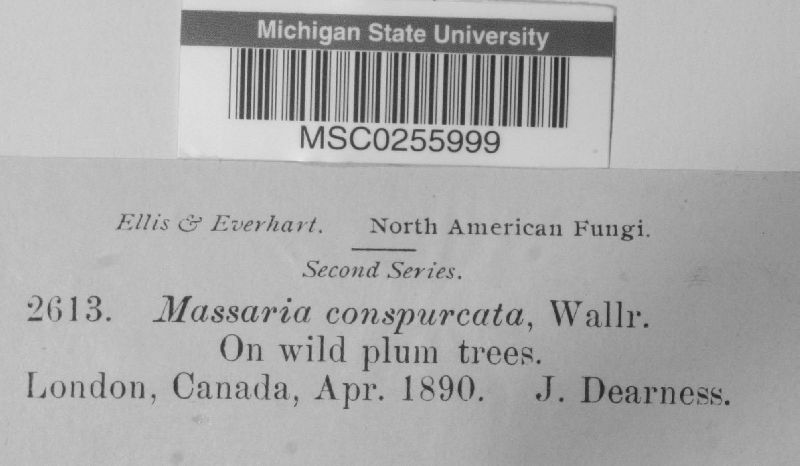 Michigan State University
MSC0255999
Ellis & Everhart. North American Fungi.
Second Series.
2613. Massaria conspurcata, Wallr.
On wild plum trees.
London, Canada, Apr. 1890. J. Dearness.